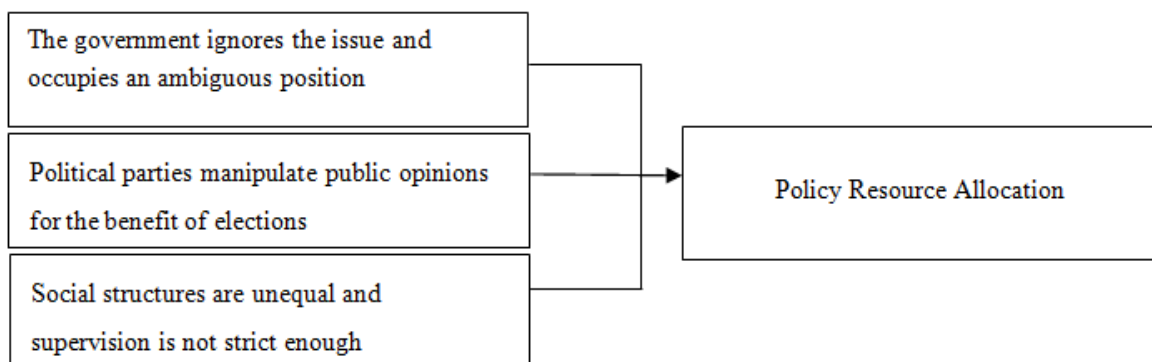 The government ignores the issue and
occupies an ambiguous position
Political parties manipulate public opinions
for the benefit of elections
Social structures are unequal and
supervision is not strict enough
Policy Resource Allocation